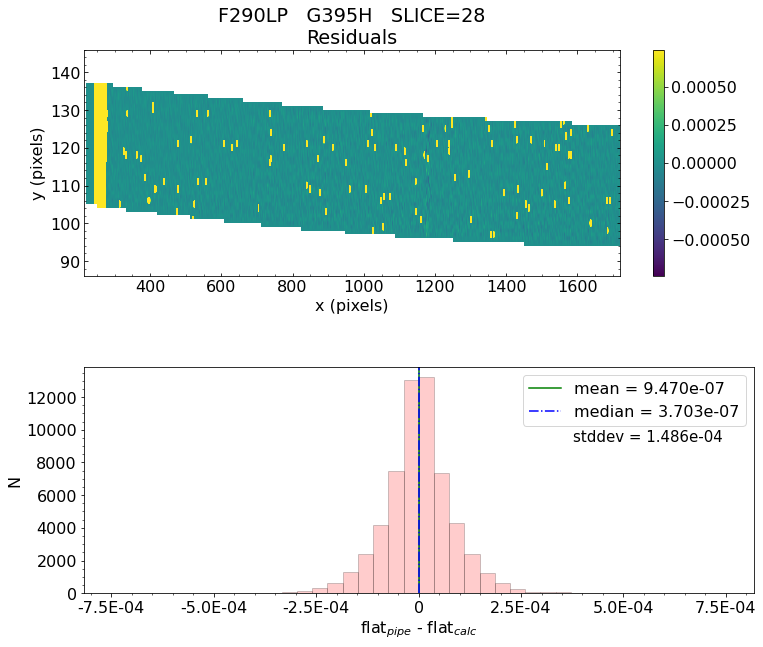 F290LP G395H SLICE=28
Residuals
140
130
120
110
100
90
y (pixels)
400 600 800 1000 1200 1400 1600
x (pixels)
0.00050
0.00025
0.00000
−0.00025
−0.00050
mean = 9.470e-07
median = 3.703e-07
stddev = 1.486e-04
12000
10000
8000
6000
4000
2000
0
N
-7.5E-04 -5.0E-04 -2.5E-04 0 2.5E-04 5.0E-04 7.5E-04
flat_pipe - flat_calc